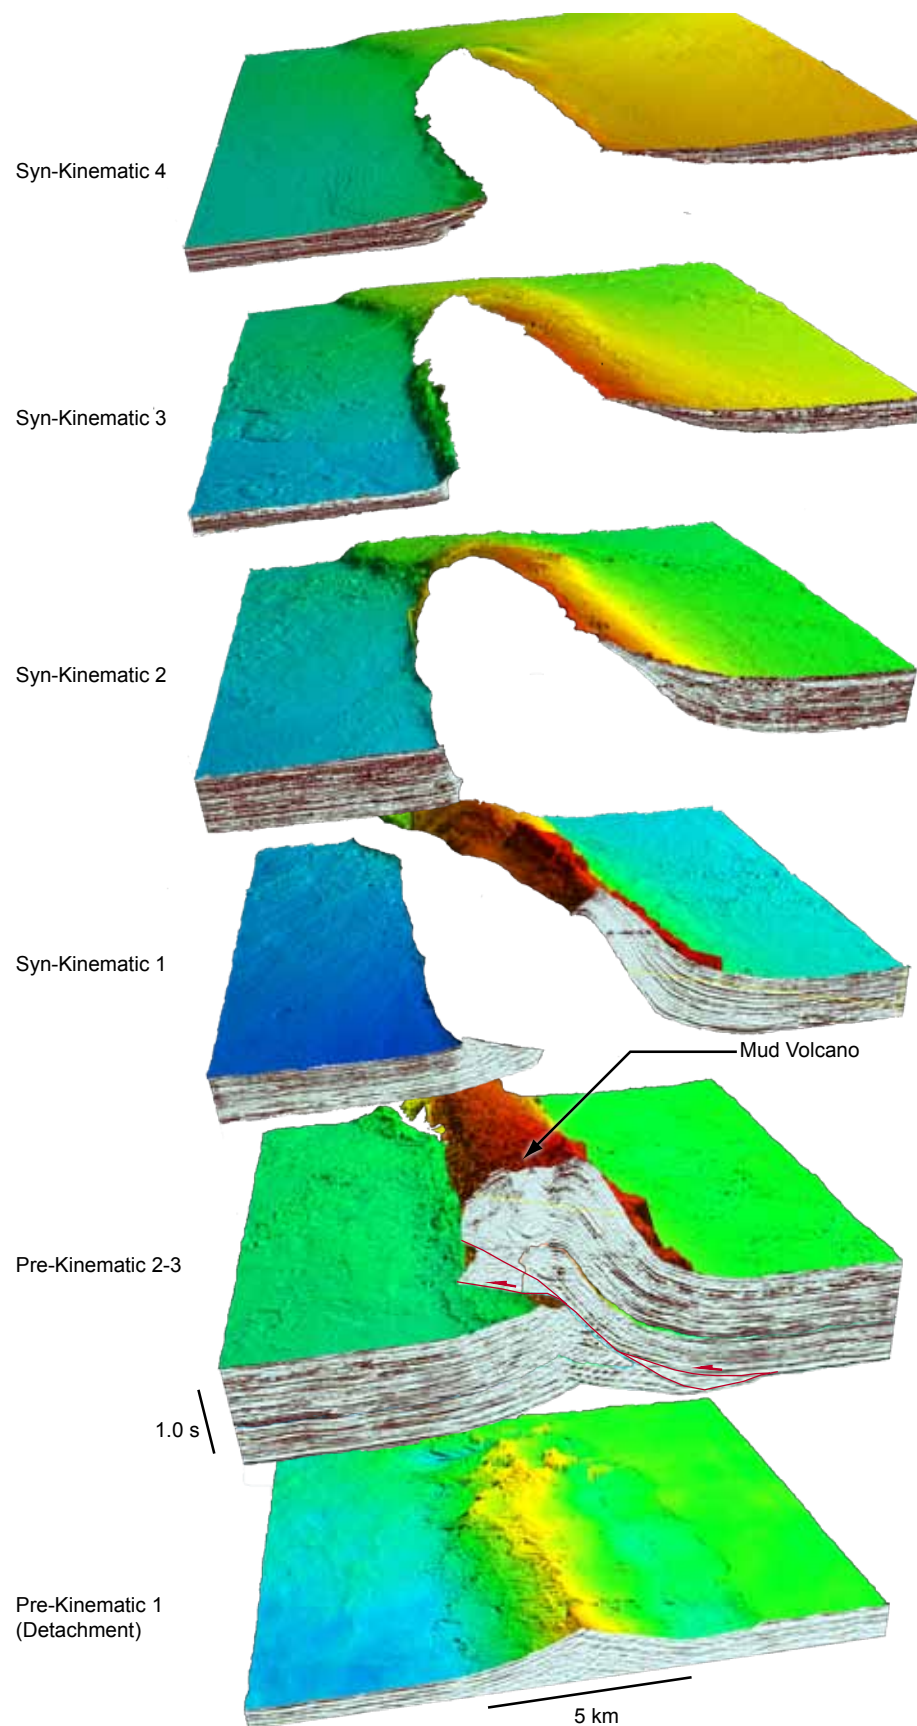 Syn-Kinematic 4
Syn-Kinematic 3
Syn-Kinematic 2
Syn-Kinematic 1
Mud Volcano
Pre-Kinematic 2-3
1.0 s
Pre-Kinematic 1
(Detachment)
5 km